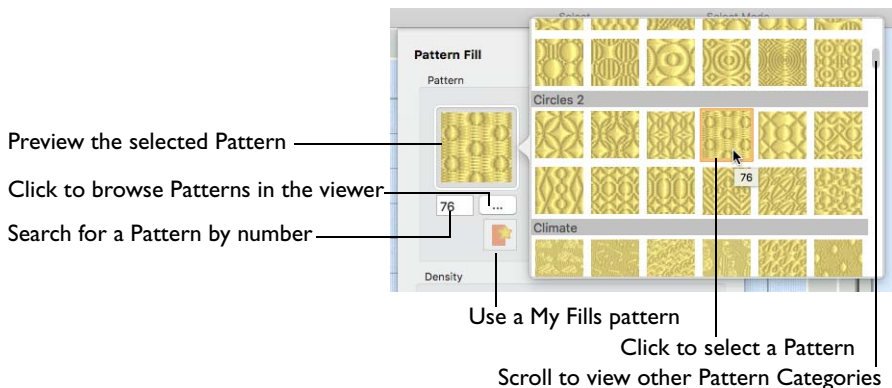 Select
Select Mode
Pattern Fill
Pattern
Circles 2
Preview the selected Pattern
76
Click to browse Patterns in the viewer
76
...
Search for a Pattern by number
Climate
Density
Use a My Fills pattern
Click to select a Pattern
Scroll to view other Pattern Categories